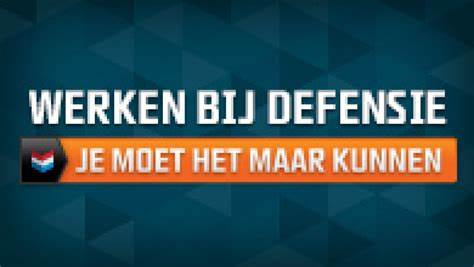 WERKEN BIJ DEFENSIE
JE MOET HET MAAR KUNNEN